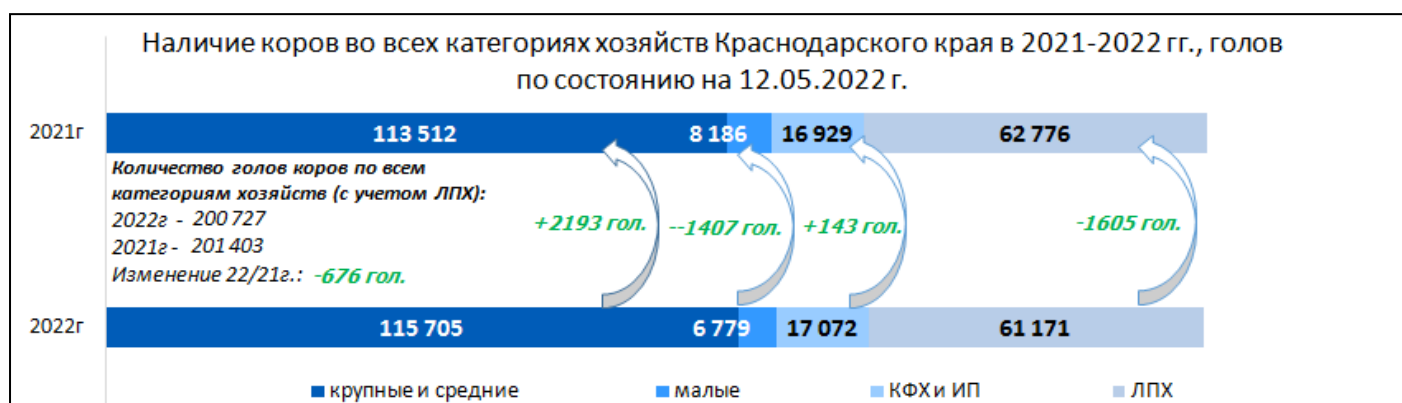 Наличие коров во всех категориях хозяйств Краснодарского края в 2021-2022 гг., голов
по состоянию на 12.05.2022 г.
2021г
113 512 8 186 16 929 62 776
Количество голов коров по всем
категориям хозяйств (с учетом ЛПХ):
2022г - 200 727
2021г - 201 403
Изменение 22/21г.: -676 гол.
+2193 гол. --1407 гол. +143 гол. -1605 гол.
2022г
115 705 6 779 17 072 61 171
крупные и средние малые КФХ и ИП ЛПХ